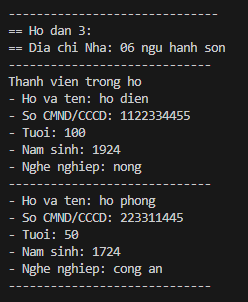 ------------------------------
== Ho dan 3:
== Dia chi Nha: 06 ngu hanh son
-----------------------------
Thanh vien trong ho
- Ho va ten: ho dien
- So CMND/CCCD: 1122334455
- Tuoi: 100
- Nam sinh: 1924
- Nghe nghiep: nong
-----------------------------
- Ho va ten: ho phong
- So CMND/CCCD: 223311445
- Tuoi: 50
- Nam sinh: 1724
- Nghe nghiep: cong an
-----------------------------